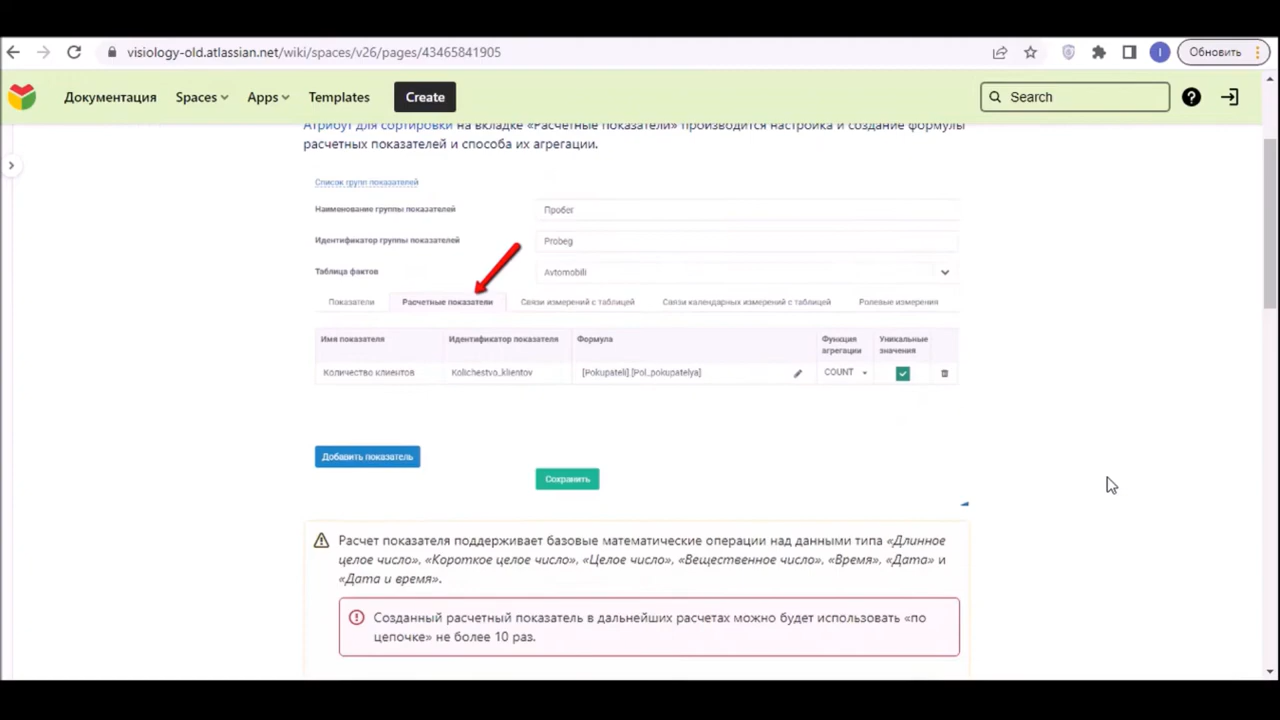 visiology-old.atlassian.net/wiki/spaces/v26/pages/43465841905
I
Обновить
Документация Spaces Apps Templates Create Search
Атрибут для сортировки на вкладке «Расчетные показатели» производится настройка и создание формулы
расчетных показателей и способа их агрегации.
Список групп показателей
Наименование группы показателей Пробег
Идентификатор группы показателей Probeg
Таблица фактов Avtomobili
Показатели Расчетные показатели Связи измерений с таблицей Связи календарных измерений с таблицей Ролевые измерения
Имя показателя Идентификатор показателя Формула Функция агрегации Уникальные значения
Количество клиентов Kolichestvo_klientov [Pokupateli].[Pol_pokupatelya] COUNT
Добавить показатель
Сохранить
Расчет показателя поддерживает базовые математические операции над данными типа «Длинное
целое число», «Короткое целое число», «Целое число», «Вещественное число», «Время», «Дата» и
«Дата и время».
Созданный расчетный показатель в дальнейших расчетах можно будет использовать «по
цепочке» не более 10 раз.